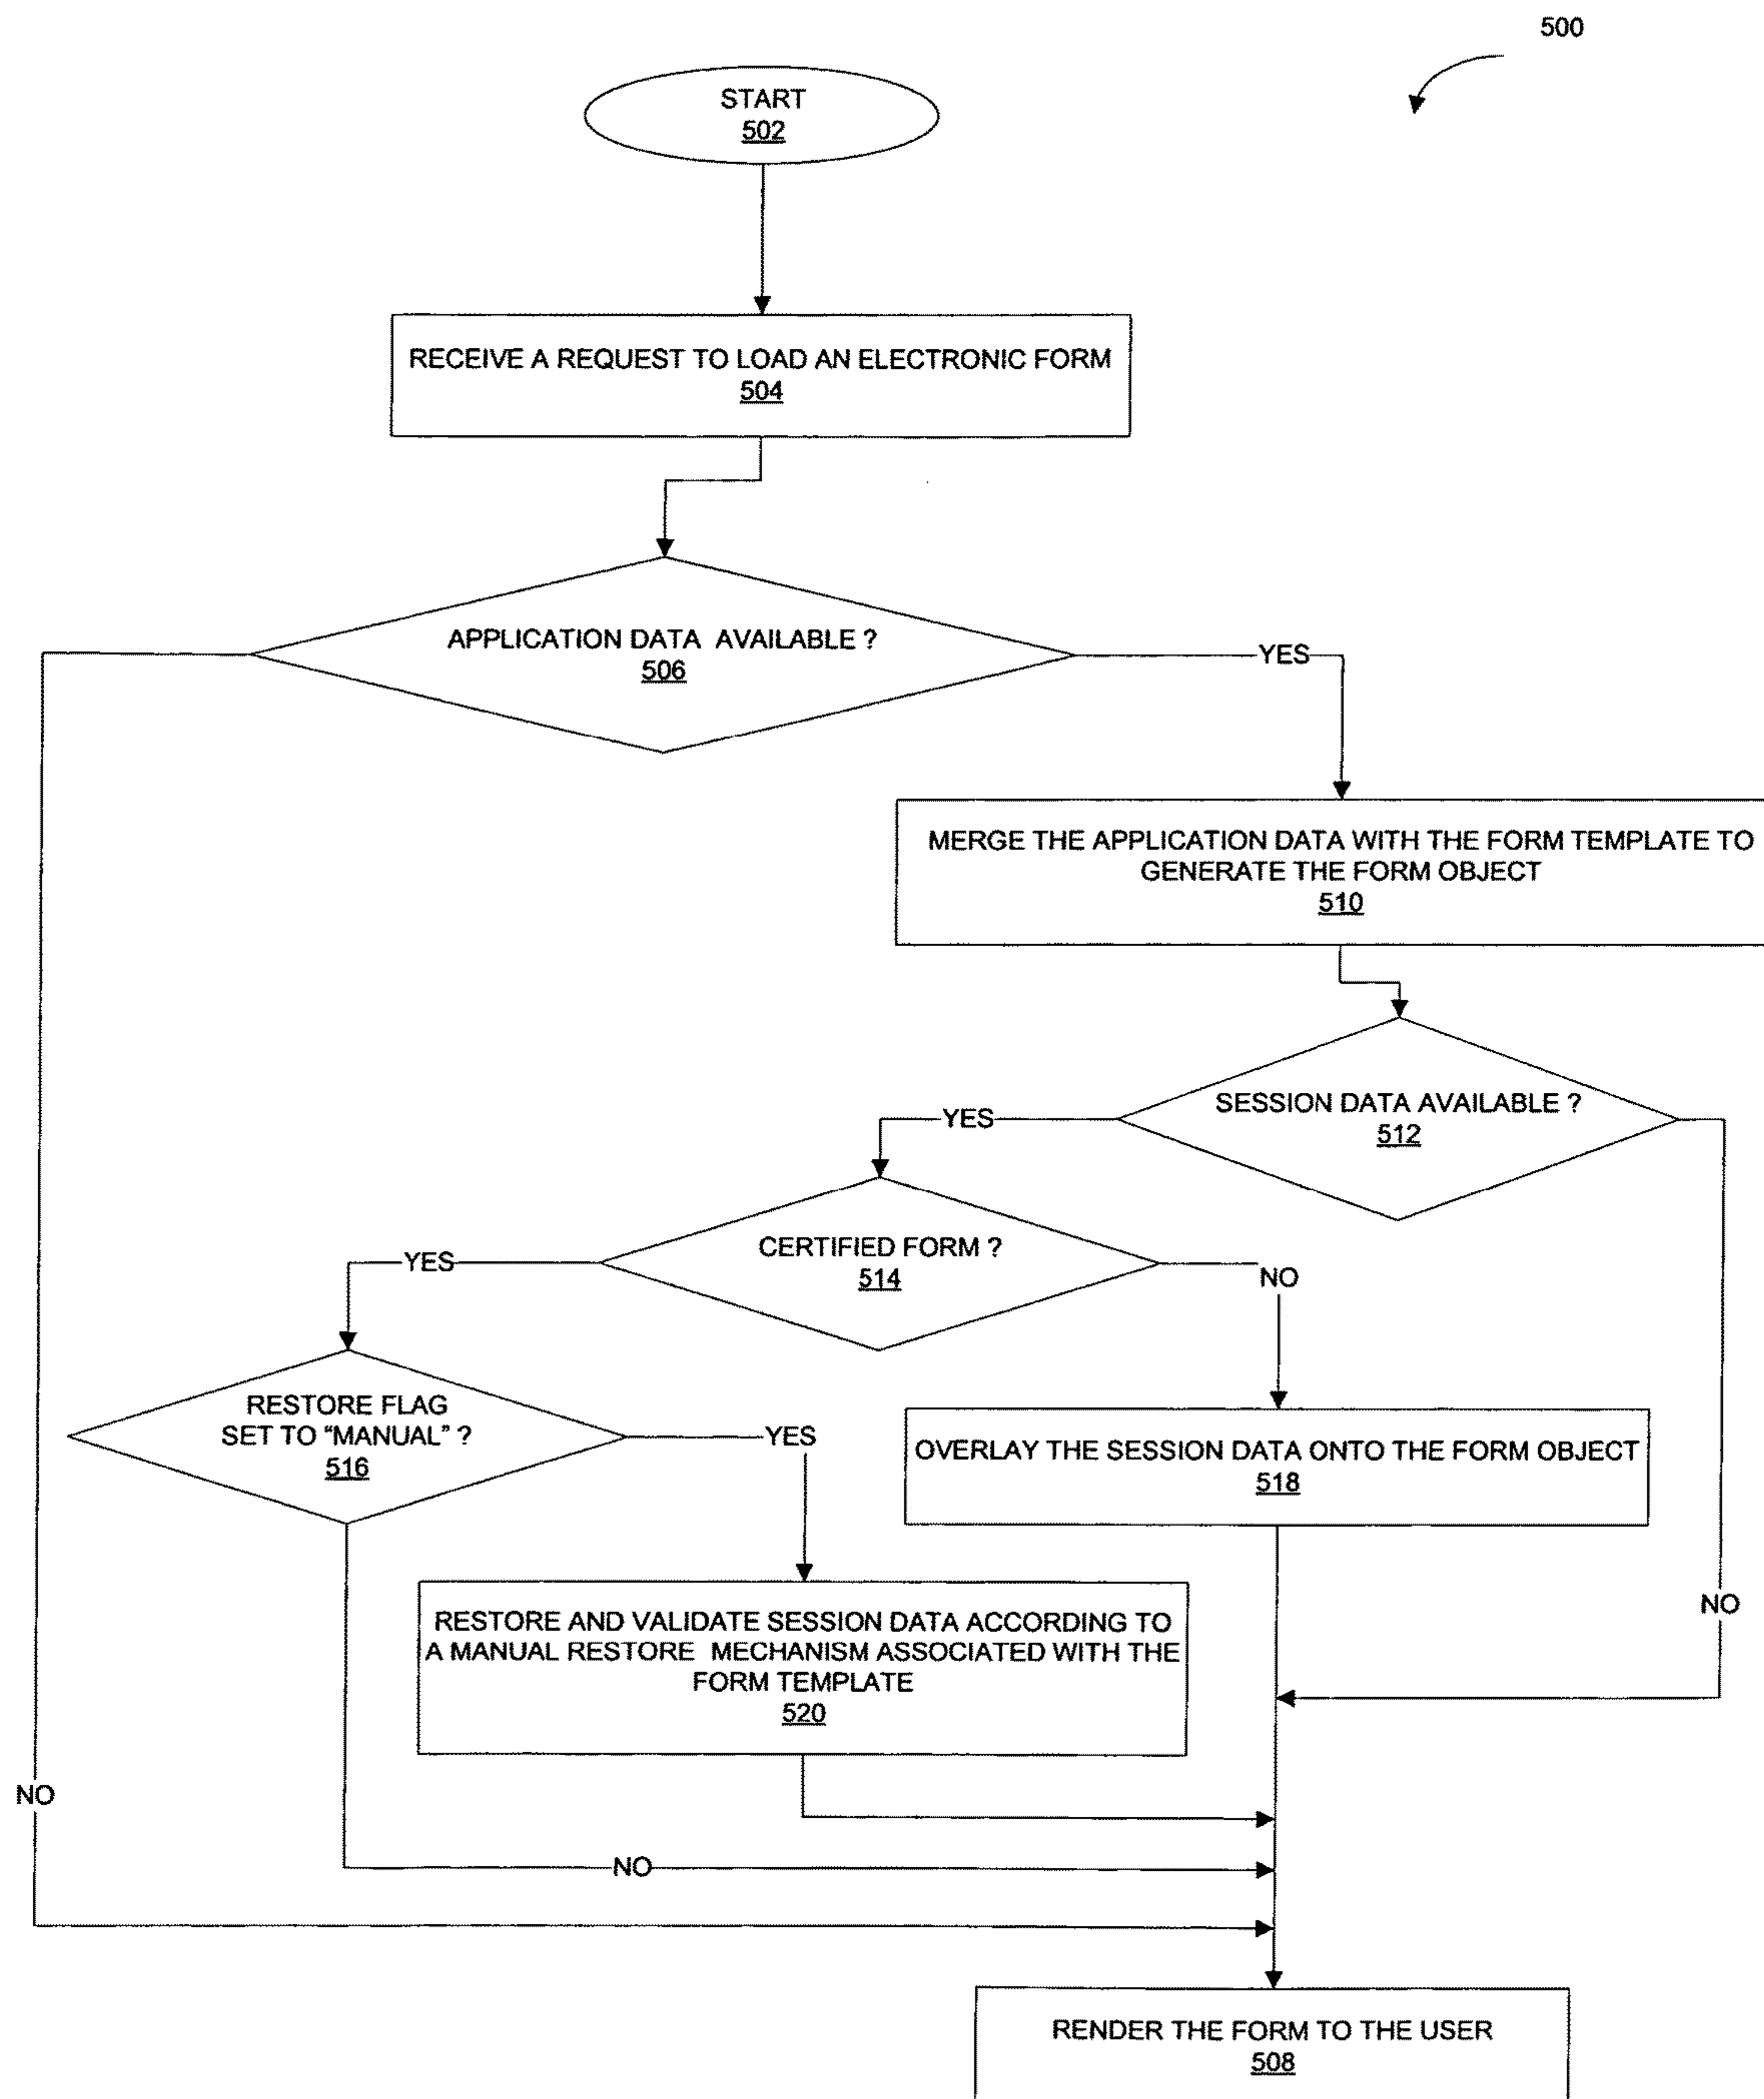 500
START
502
RECEIVE A REQUEST TO LOAD AN ELECTRONIC FORM
504
APPLICATION DATA AVAILABLE ?
506
YES
MERGE THE APPLICATION DATA WITH THE FORM TEMPLATE TO
GENERATE THE FORM OBJECT
510
SESSION DATA AVAILABLE ?
512
YES
CERTIFIED FORM ?
514
YES
NO
RESTORE FLAG
SET TO “MANUAL” ?
516
YES
OVERLAY THE SESSION DATA ONTO THE FORM OBJECT
518
NO
RESTORE AND VALIDATE SESSION DATA ACCORDING TO
A MANUAL RESTORE MECHANISM ASSOCIATED WITH THE
FORM TEMPLATE
520
NO
NO
RENDER THE FORM TO THE USER
508